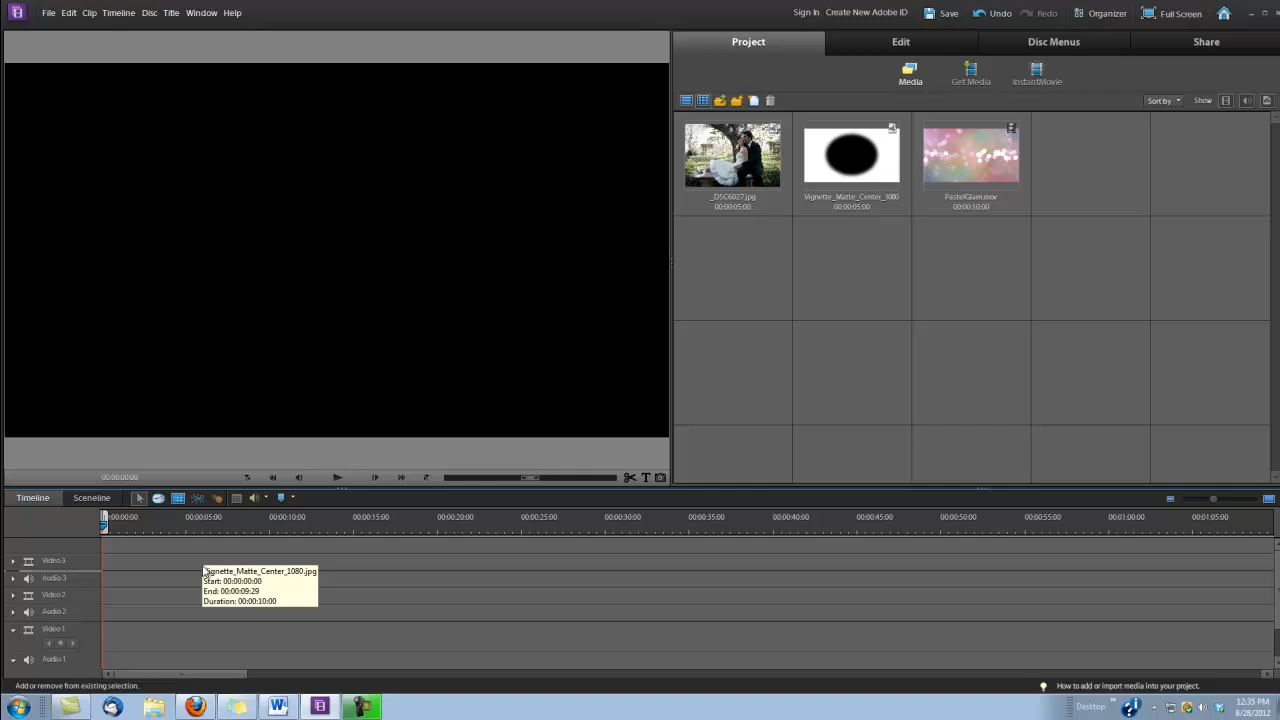 File Edit Clip Timeline Disc Title Window Help
Sign In Create New Adobe ID Save Undo Redo Organizer Full Screen
Project Edit Disc Menus Share
Media Get Media InstantMovie
Sort by Show
_DSC6027.jpg
00:00:05:00
Vignette_Matte_Center_1080
00:00:05:00
PastelGlam.mov
00:00:10:00
00:00:00:00
T
Timeline Sceneline
00:00:00 00:00:05:00 00:00:10:00 00:00:15:00 00:00:20:00 00:00:25:00 00:00:30:00 00:00:35:00 00:00:40:00 00:00:45:00 00:00:50:00 00:00:55:00 00:01:00:00 00:01:05:00
Video 3
Audio 3
Video 2
Audio 2
Video 1
Audio 1
ignette_Matte_Center_1080.jpg
Start: 00:00:00:00
End: 00:00:09:29
Duration: 00:00:10:00
Add or remove from existing selection.
How to add or import media into your project.
W
Desktop
12:35 PM
8/28/2012